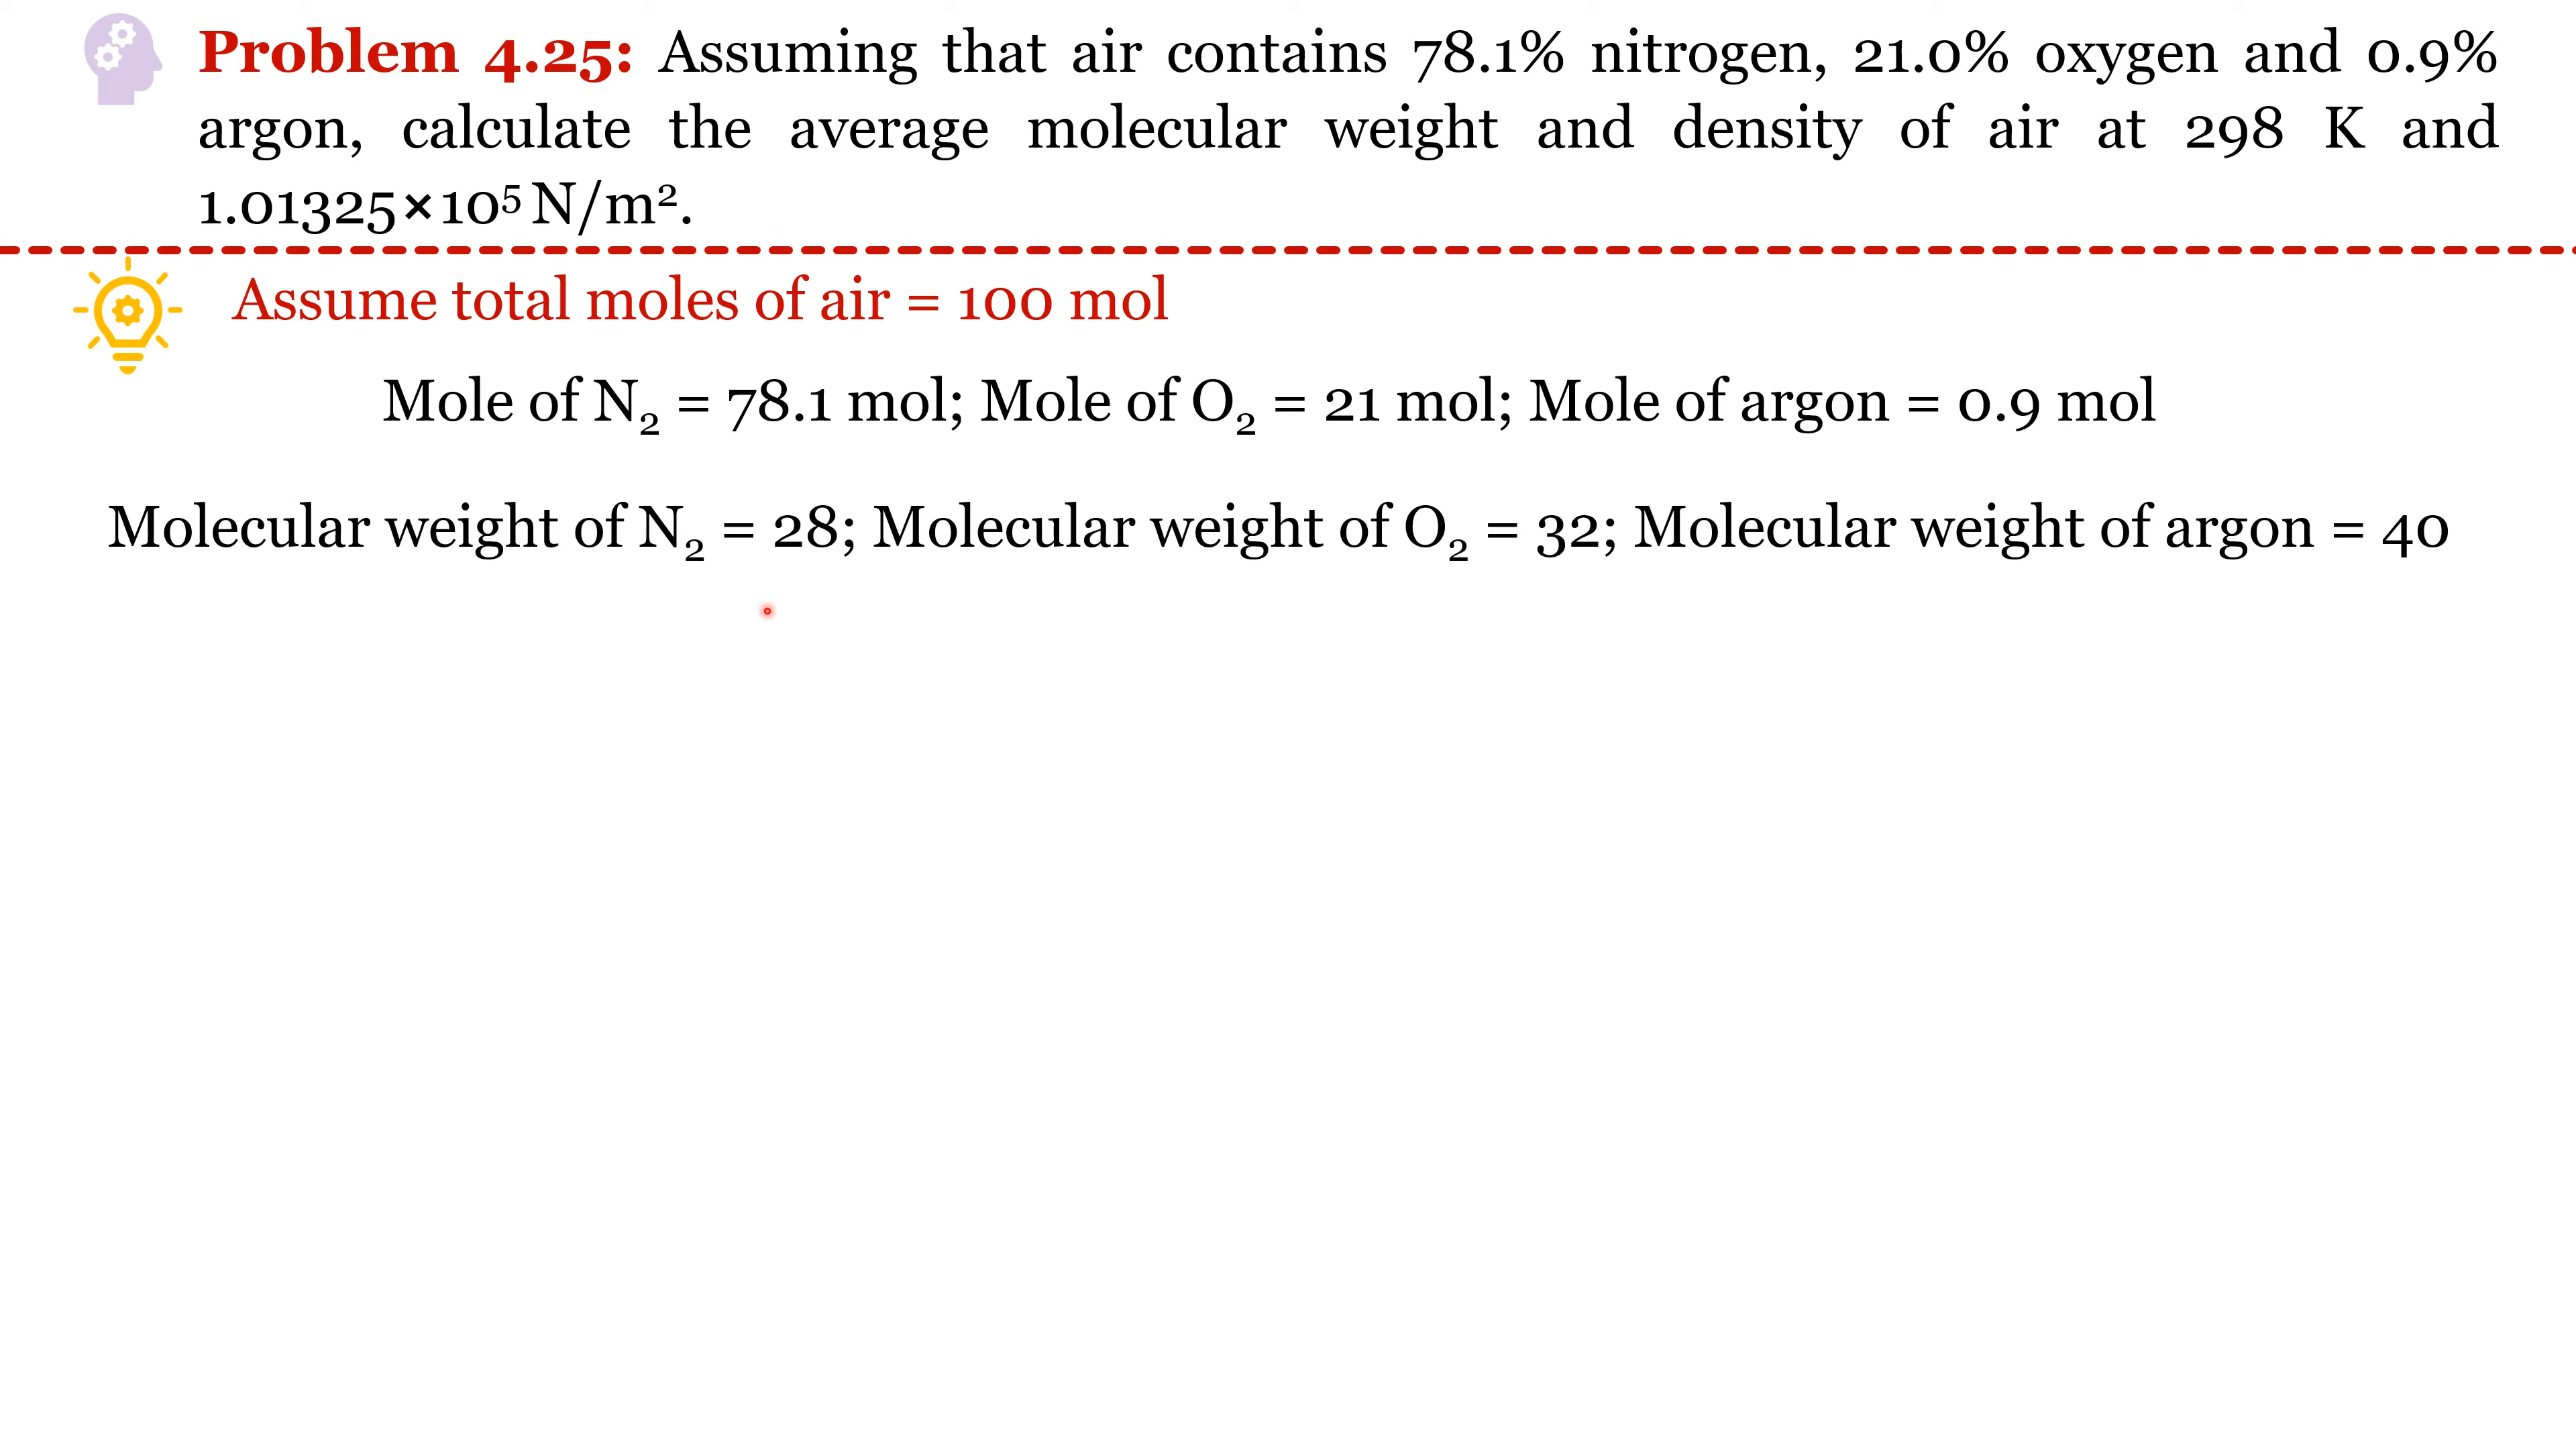 Problem 4.25: Assuming that air contains 78.1% nitrogen, 21.0% oxygen and 0.9%
argon, calculate the average molecular weight and density of air at 298 K and
1.01325×10⁵ N/m².
Assume total moles of air = 100 mol
Mole of N₂ = 78.1 mol; Mole of O₂ = 21 mol; Mole of argon = 0.9 mol
Molecular weight of N₂ = 28; Molecular weight of O₂ = 32; Molecular weight of argon = 40